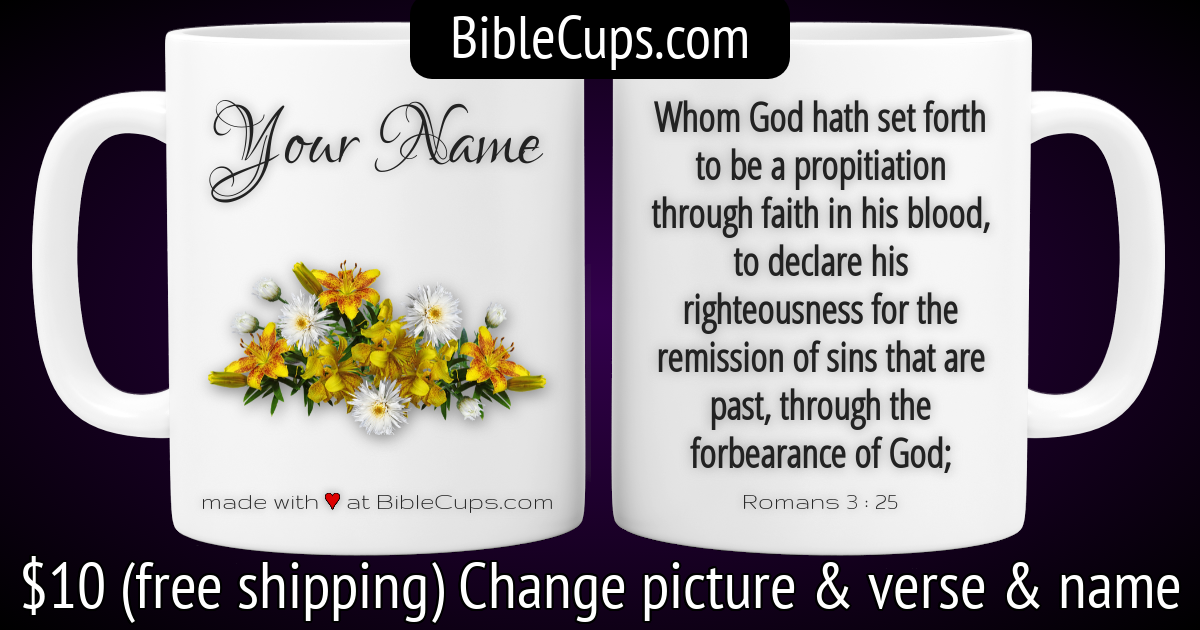 BibleCups.com
Your Name
made with ♥ at BibleCups.com
Whom God hath set forth
to be a propitiation
through faith in his blood,
to declare his
righteousness for the
remission of sins that are
past, through the
forbearance of God;
Romans 3 : 25
$10 (free shipping) Change picture & verse & name